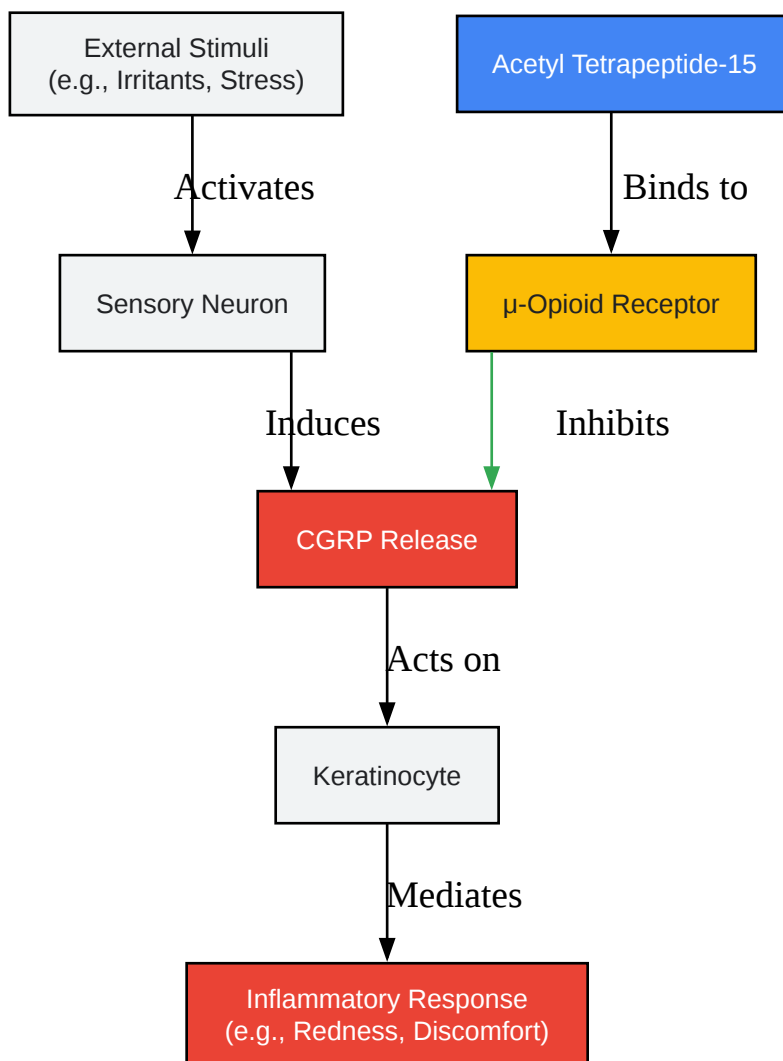 External Stimuli
(e.g., Irritants, Stress)
Acetyl Tetrapeptide-15
Activates
Binds to
Sensory Neuron
μ-Opioid Receptor
Induces
Inhibits
CGRP Release
Acts on
Keratinocyte
Mediates
Inflammatory Response
(e.g., Redness, Discomfort)